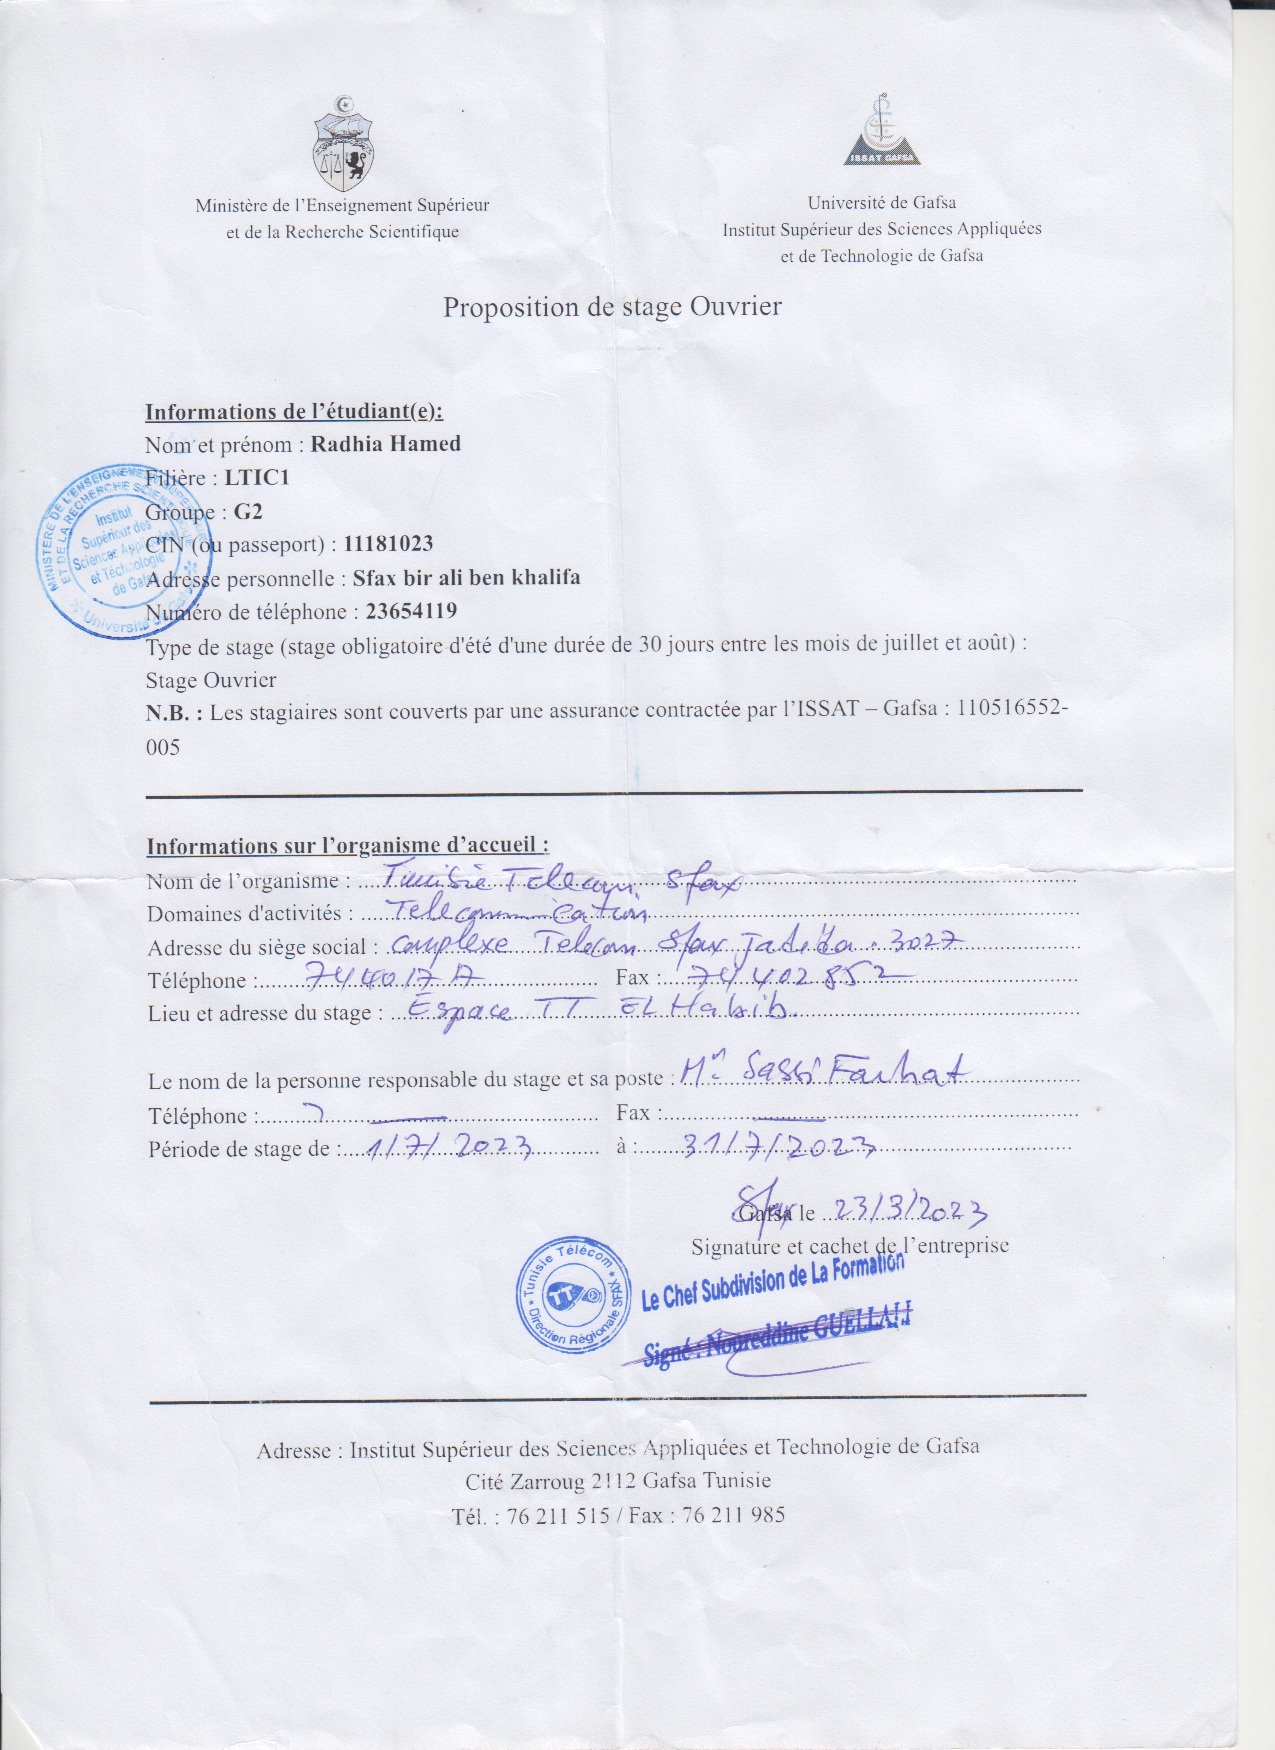 ISSAT GAFSA
Ministère de l'Enseignement Supérieur
et de la Recherche Scientifique
Université de Gafsa
Institut Supérieur des Sciences Appliquées
et de Technologie de Gafsa
Proposition de stage Ouvrier
Informations de l'étudiant(e):
Nom et prénom : Radhia Hamed
Filière : LTIC1
Groupe : G2
CIN (ou passeport) : 11181023
Adresse personnelle : Sfax bir ali ben khalifa
Numéro de téléphone : 23654119
MINISTERE DE L'ENSEIGNEMENT SUPERIEUR
ET DE LA RECHERCHE SCIENTIFIQUE
Institut
Supérieur des
Sciences Appliquées
et Technologie
de Gafsa
Université de Gafsa
Type de stage (stage obligatoire d'été d'une durée de 30 jours entre les mois de juillet et août) :
Stage Ouvrier
N.B. : Les stagiaires sont couverts par une assurance contractée par l'ISSAT – Gafsa : 110516552-
005
Informations sur l'organisme d'accueil :
Nom de l'organisme : Tunisie Telecom Sfax
Domaines d'activités : Telecommunication
Adresse du siège social : Complexe Telecom Sfax Jadida 3027
Téléphone : Fax : 74 402 852
Lieu et adresse du stage : Espace TT EL Habib
Le nom de la personne responsable du stage et sa poste : Mr Sassi Farhat
Téléphone : Fax :
Période de stage de : 1/7/2023 à : 31/7/2023
Sfax
Gafsa le 23/3/2023
Signature et cachet de l'entreprise
Tunisie Télécom
TT
Direction Régionale SFAX
Le Chef Subdivision de La Formation
Signé : Noureddine GUELLALI
Adresse : Institut Supérieur des Sciences Appliquées et Technologie de Gafsa
Cité Zarroug 2112 Gafsa Tunisie
Tél. : 76 211 515 / Fax : 76 211 985